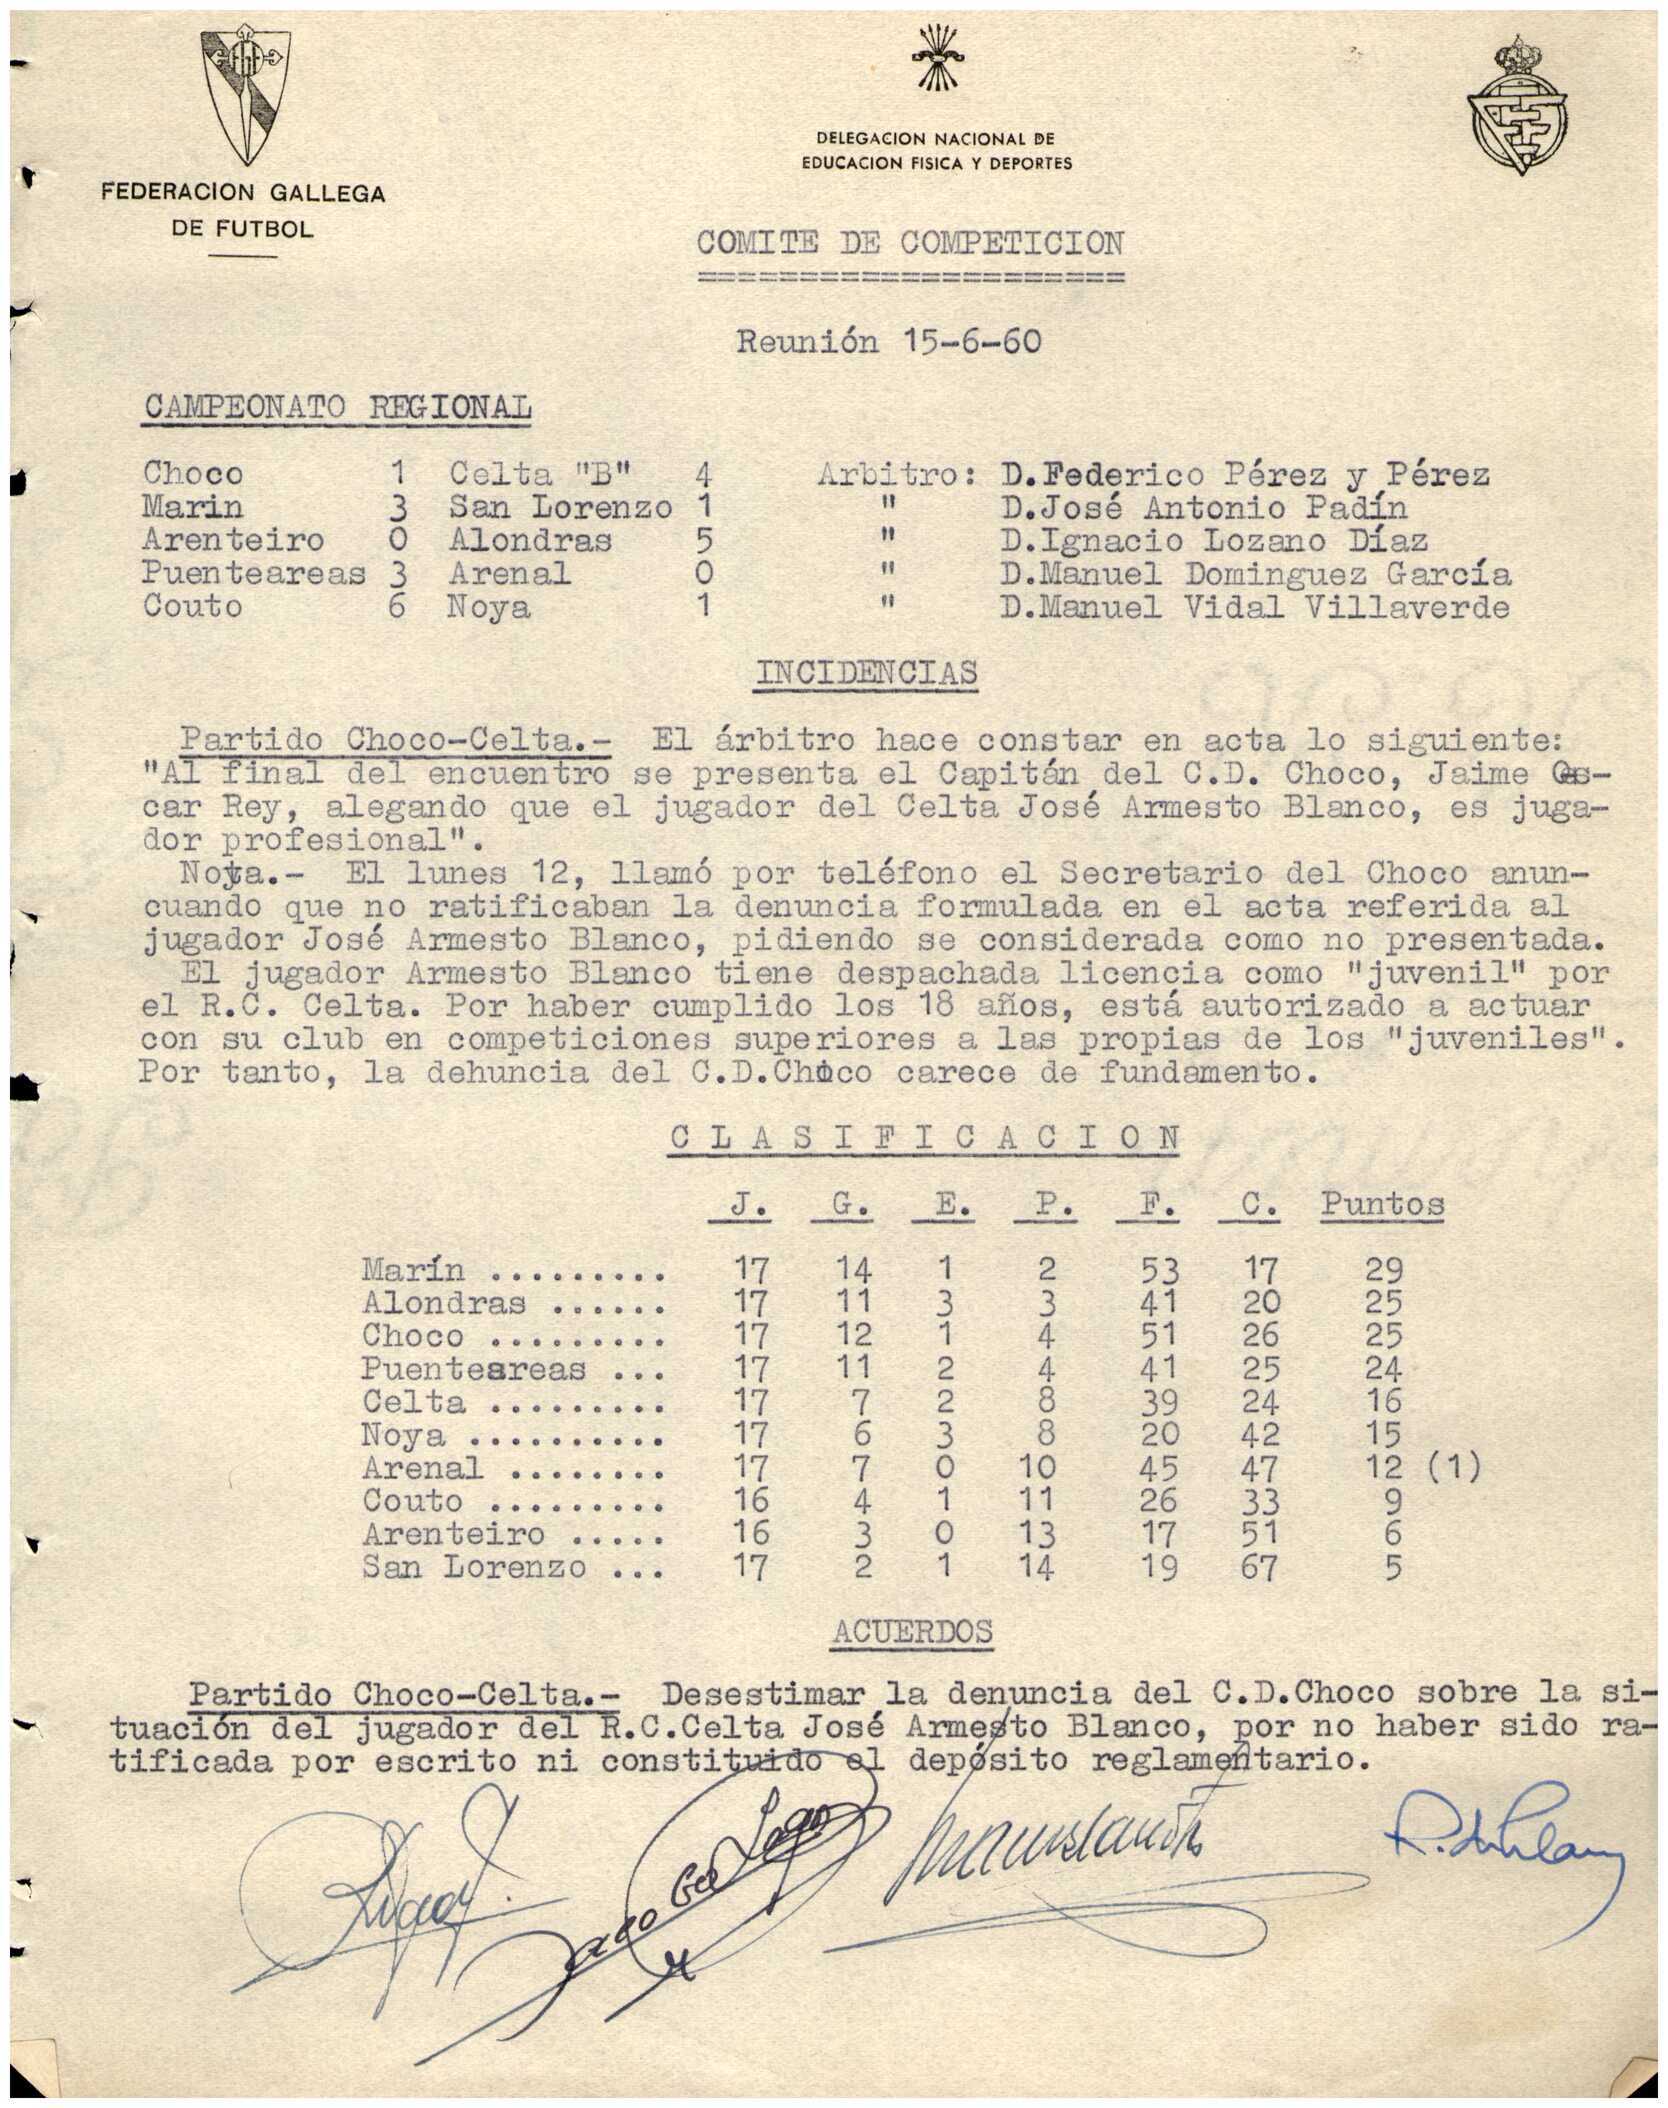 FEDERACION GALLEGA
DE FUTBOL
DELEGACION NACIONAL DE
EDUCACION FISICA Y DEPORTES
COMITE DE COMPETICION
=====================
Reunión 15-6-60
CAMPEONATO REGIONAL
Choco 1 Celta "B" 4 Arbitro: D.Federico Pérez y Pérez
Marin 3 San Lorenzo 1 " D.José Antonio Padín
Arenteiro 0 Alondras 5 " D.Ignacio Lozano Díaz
Puenteareas 3 Arenal 0 " D.Manuel Dominguez García
Couto 6 Noya 1 " D.Manuel Vidal Villaverde
INCIDENCIAS
Partido Choco-Celta.- El árbitro hace constar en acta lo siguiente:
"Al final del encuentro se presenta el Capitán del C.D. Choco, Jaime Os-
car Rey, alegando que el jugador del Celta José Armesto Blanco, es juga-
dor profesional".
Nota.- El lunes 12, llamó por teléfono el Secretario del Choco anun-
cuando que no ratificaban la denuncia formulada en el acta referida al
jugador José Armesto Blanco, pidiendo se considerada como no presentada.
El jugador Armesto Blanco tiene despachada licencia como "juvenil" por
el R.C. Celta. Por haber cumplido los 18 años, está autorizado a actuar
con su club en competiciones superiores a las propias de los "juveniles".
Por tanto, la dehuncia del C.D.Choco carece de fundamento.
C L A S I F I C A C I O N
J. G. E. P. F. C. Puntos
Marín ......... 17 14 1 2 53 17 29
Alondras ...... 17 11 3 3 41 20 25
Choco ......... 17 12 1 4 51 26 25
Puenteareas ... 17 11 2 4 41 25 24
Celta ......... 17 7 2 8 39 24 16
Noya .......... 17 6 3 8 20 42 15
Arenal ........ 17 7 0 10 45 47 12 (1)
Couto ......... 16 4 1 11 26 33 9
Arenteiro ..... 16 3 0 13 17 51 6
San Lorenzo ... 17 2 1 14 19 67 5
ACUERDOS
Partido Choco-Celta.- Desestimar la denuncia del C.D.Choco sobre la si-
tuación del jugador del R.C.Celta José Armesto Blanco, por no haber sido ra-
tificada por escrito ni constituido el depósito reglamentario.